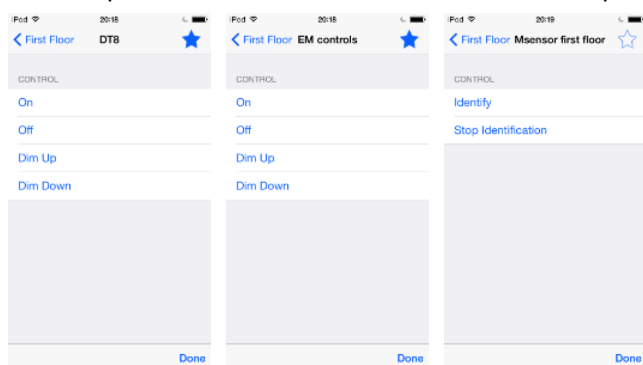 iPod 20:18
First Floor DT8
CONTROL
On
Off
Dim Up
Dim Down
Done
iPod 20:18
First Floor EM controls
CONTROL
On
Off
Dim Up
Dim Down
Done
iPod 20:19
First Floor Msensor first floor
CONTROL
Identify
Stop Identification
Done